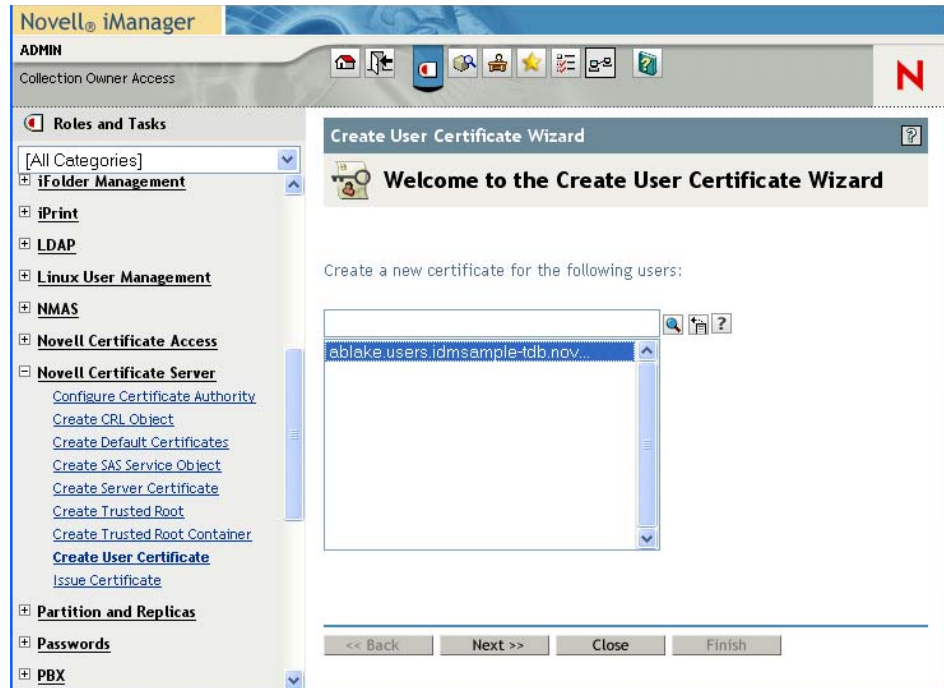 Novell® iManager
ADMIN
Collection Owner Access
N
Roles and Tasks
[All Categories]
iFolder Management
iPrint
LDAP
Linux User Management
NMAS
Novell Certificate Access
Novell Certificate Server
Configure Certificate Authority
Create CRL Object
Create Default Certificates
Create SAS Service Object
Create Server Certificate
Create Trusted Root
Create Trusted Root Container
Create User Certificate
Issue Certificate
Partition and Replicas
Passwords
PBX
Create User Certificate Wizard
?
Welcome to the Create User Certificate Wizard
Create a new certificate for the following users:
?
ablake.users.idmsample-tdb.nov...
<< Back
Next >>
Close
Finish